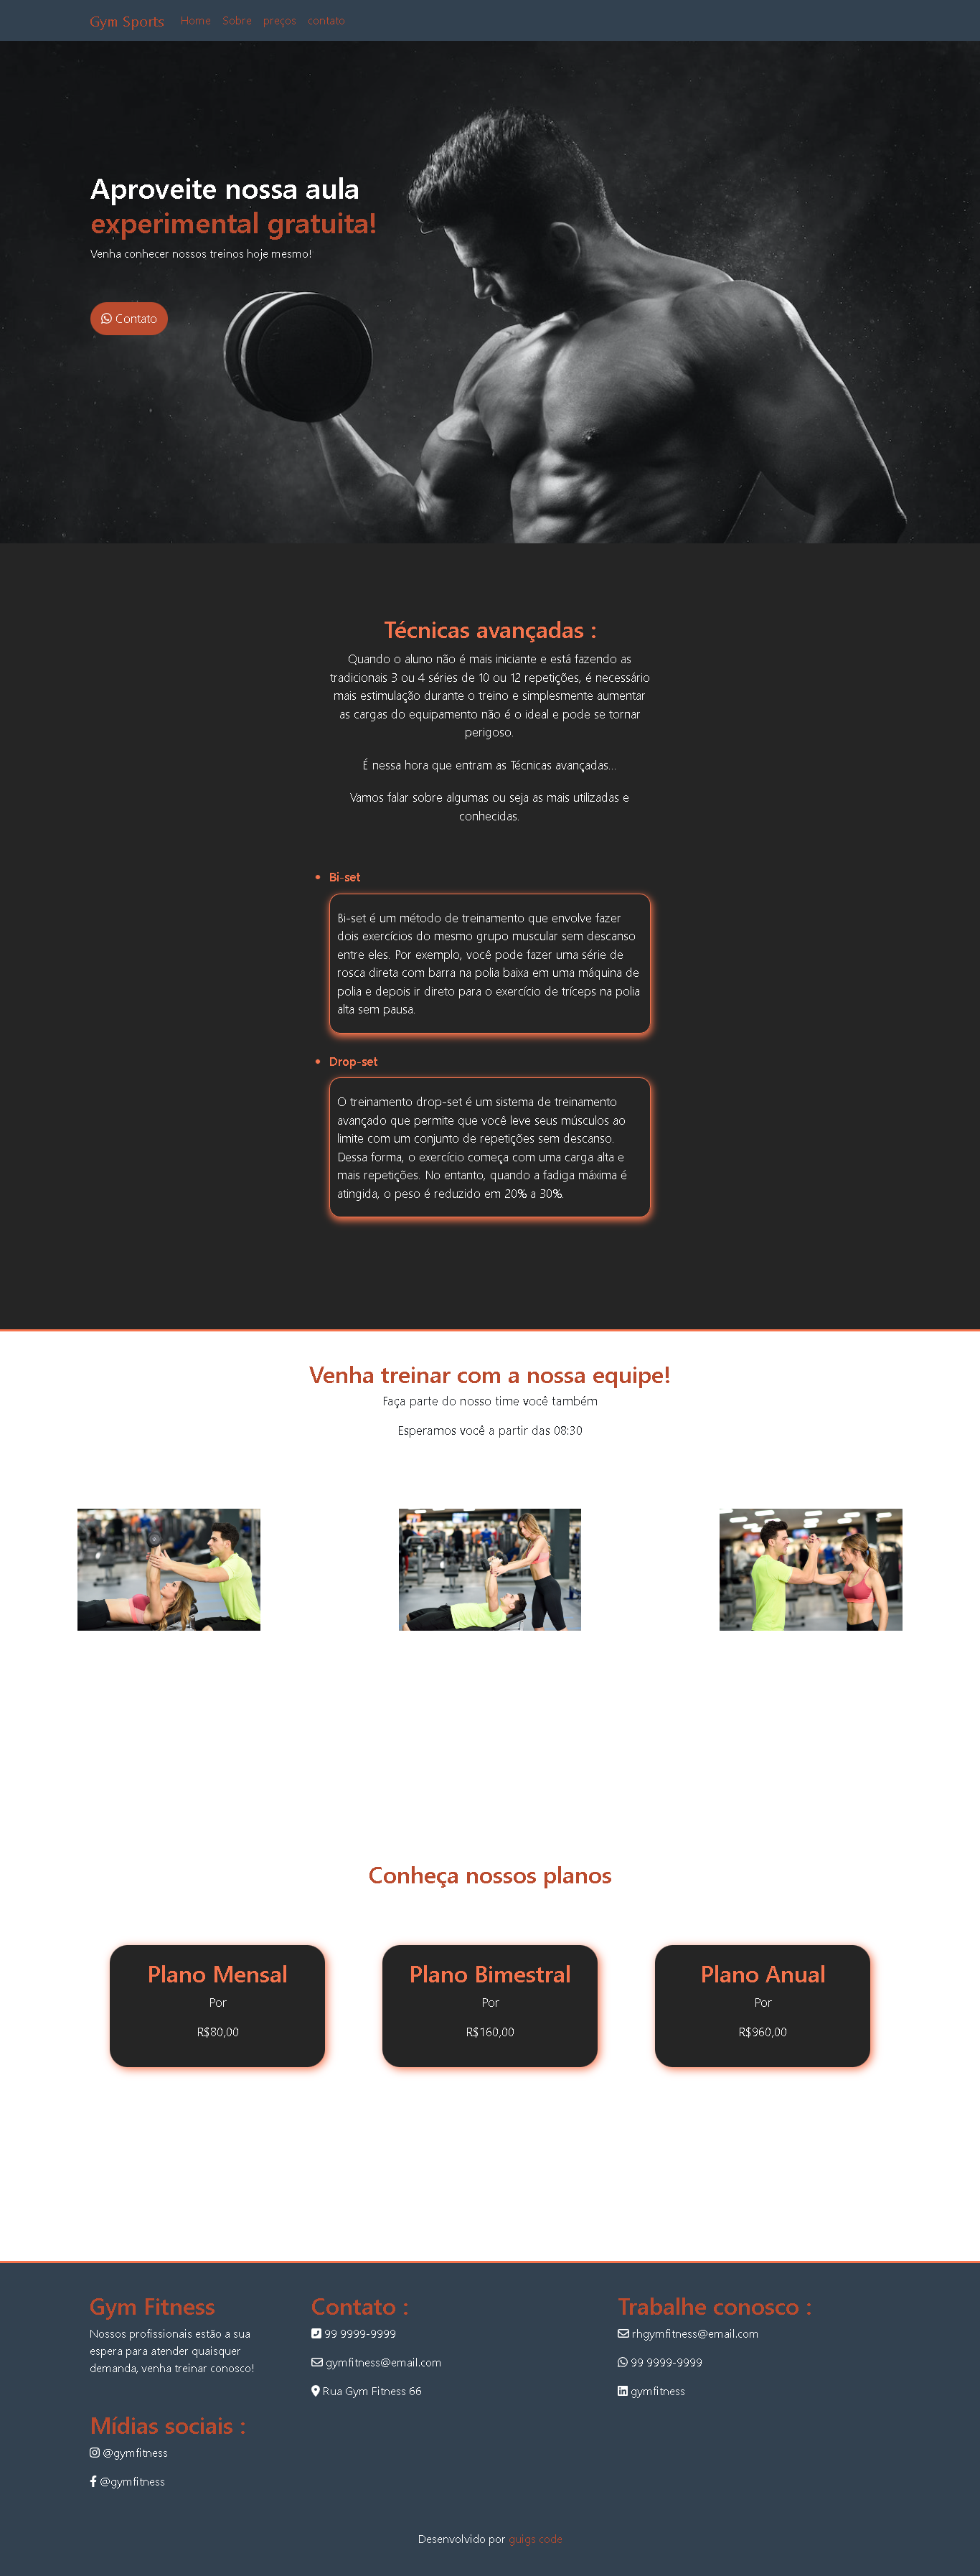 Gym Sports Home Sobre preços contato
Aproveite nossa aula
experimental gratuita!
Venha conhecer nossos treinos hoje mesmo!
Contato
Técnicas avançadas :
Quando o aluno não é mais iniciante e está fazendo as
tradicionais 3 ou 4 séries de 10 ou 12 repetições, é necessário
mais estimulação durante o treino e simplesmente aumentar
as cargas do equipamento não é o ideal e pode se tornar
perigoso.
É nessa hora que entram as Técnicas avançadas...
Vamos falar sobre algumas ou seja as mais utilizadas e
conhecidas.
• Bi-set
Bi-set é um método de treinamento que envolve fazer
dois exercícios do mesmo grupo muscular sem descanso
entre eles. Por exemplo, você pode fazer uma série de
rosca direta com barra na polia baixa em uma máquina de
polia e depois ir direto para o exercício de tríceps na polia
alta sem pausa.
• Drop-set
O treinamento drop-set é um sistema de treinamento
avançado que permite que você leve seus músculos ao
limite com um conjunto de repetições sem descanso.
Dessa forma, o exercício começa com uma carga alta e
mais repetições. No entanto, quando a fadiga máxima é
atingida, o peso é reduzido em 20% a 30%.
Venha treinar com a nossa equipe!
Faça parte do nosso time você também
Esperamos você a partir das 08:30
Conheça nossos planos
Plano Mensal
Por
R$80,00
Plano Bimestral
Por
R$160,00
Plano Anual
Por
R$960,00
Gym Fitness
Nossos profissionais estão a sua
espera para atender quaisquer
demanda, venha treinar conosco!
Contato :
99 9999-9999
gymfitness@email.com
Rua Gym Fitness 66
Trabalhe conosco :
rhgymfitness@email.com
99 9999-9999
gymfitness
Mídias sociais :
@gymfitness
@gymfitness
Desenvolvido por guigs code